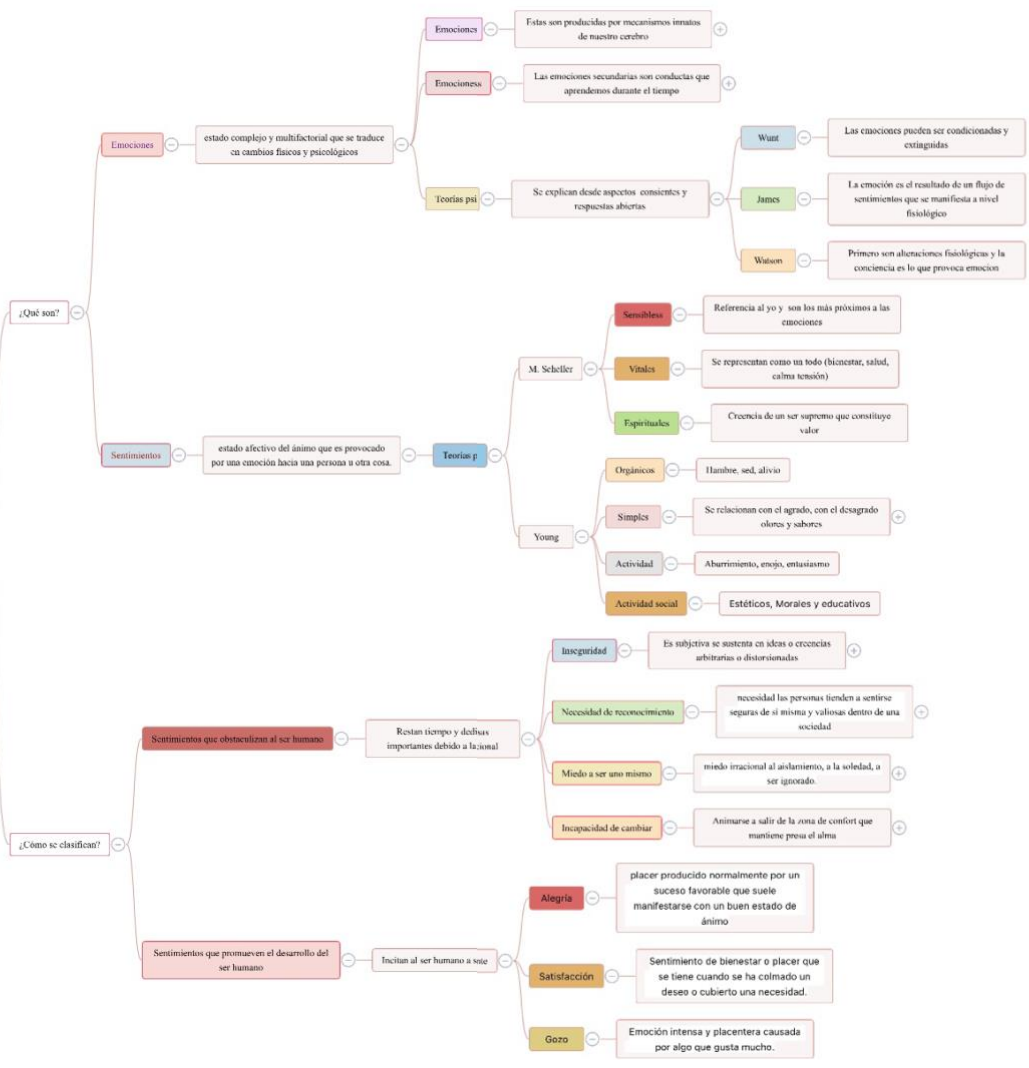 Emociones
Estas son producidas por mecanismos innatos
de nuestro cerebro
Emocioness
Las emociones secundarias son conductas que
aprendemos durante el tiempo
Emociones
estado complejo y multifactorial que se traduce
en cambios físicos y psicológicos
Teorías psi
Se explican desde aspectos consientes y
respuestas abiertas
Wunt
Las emociones pueden ser condicionadas y
extinguidas
James
La emoción es el resultado de un flujo de
sentimientos que se manifiesta a nivel
fisiológico
Watson
Primero son alteraciones fisiológicas y la
conciencia es lo que provoca emocion
¿Qué son?
Sentimientos
estado afectivo del ánimo que es provocado
por una emoción hacia una persona u otra cosa.
Teorías p
M. Scheller
Sensibless
Referencia al yo y son los más próximos a las
emociones
Vitales
Se representan como un todo (bienestar, salud,
calma tensión)
Espirituales
Creencia de un ser supremo que constituye
valor
Young
Orgánicos
Hambre, sed, alivio
Simples
Se relacionan con el agrado, con el desagrado
olores y sabores
Actividad
Aburrimiento, enojo, entusiasmo
Actividad social
Estéticos, Morales y educativos
¿Cómo se clasifican?
Sentimientos que obstaculizan al ser humano
Restan tiempo y
importantes debido a
Inseguridad
Es subjetiva se sustenta en ideas o creencias
arbitrarias o distorsionadas
Necesidad de reconocimiento
necesidad las personas tienden a sentirse
seguras de si misma y valiosas dentro de una
sociedad
Miedo a ser uno mismo
miedo irracional al aislamiento, a la soledad, a
ser ignorado.
Incapacidad de cambiar
Animarse a salir de la zona de confort que
mantiene presa el alma
Sentimientos que promueven el desarrollo del
ser humano
Incitan al ser humano a
Alegría
placer producido normalmente por un
suceso favorable que suele
manifestarse con un buen estado de
ánimo
Satisfacción
Sentimiento de bienestar o placer que
se tiene cuando se ha colmado un
deseo o cubierto una necesidad.
Gozo
Emoción intensa y placentera causada
por algo que gusta mucho.